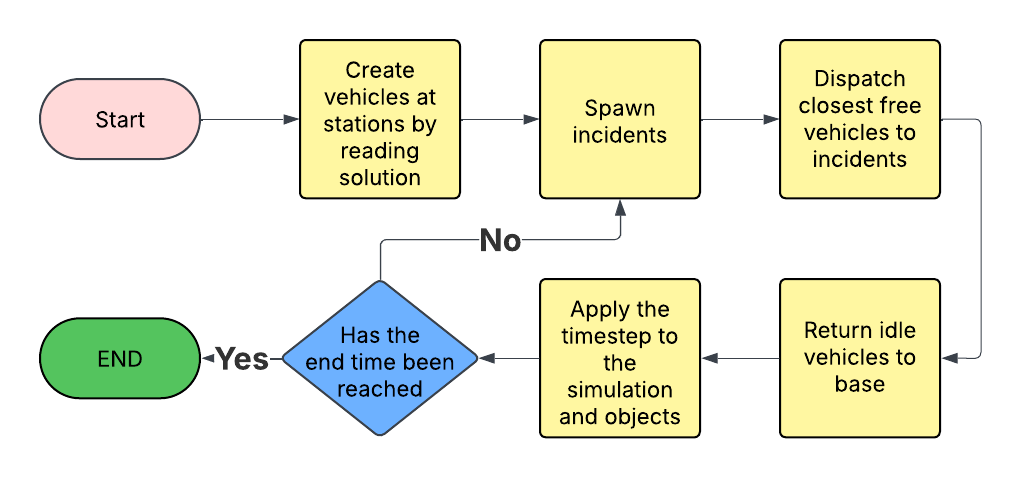 Start
Create
vehicles at
stations by
reading
solution
Spawn
incidents
Dispatch
closest free
vehicles to
incidents
No
Return idle
vehicles to
base
Apply the
timestep to
the
simulation
and objects
Has the
end time been
reached
Yes
END